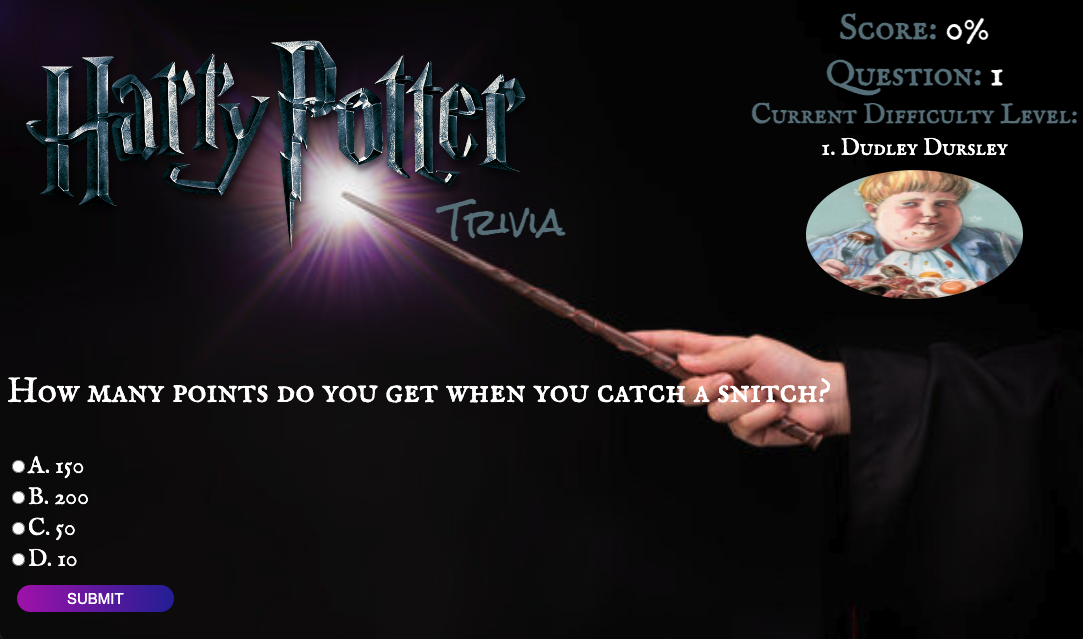 Harry Potter
Trivia
Score: 0%
Question: 1
Current Difficulty Level:
1. Dudley Dursley
How many points do you get when you catch a snitch?
A. 150
B. 200
C. 50
D. 10
SUBMIT